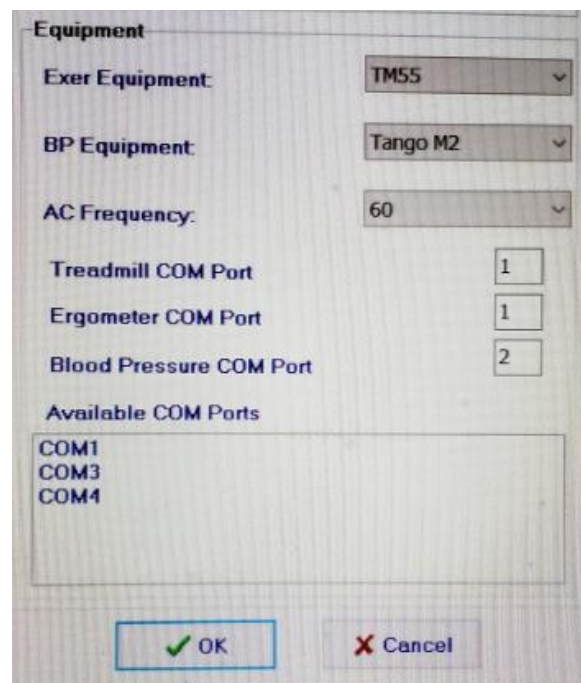 Equipment
Exer Equipment: TM55
BP Equipment: Tango M2
AC Frequency: 60
Treadmill COM Port 1
Ergometer COM Port 1
Blood Pressure COM Port 2
Available COM Ports
COM1
COM3
COM4
OK Cancel